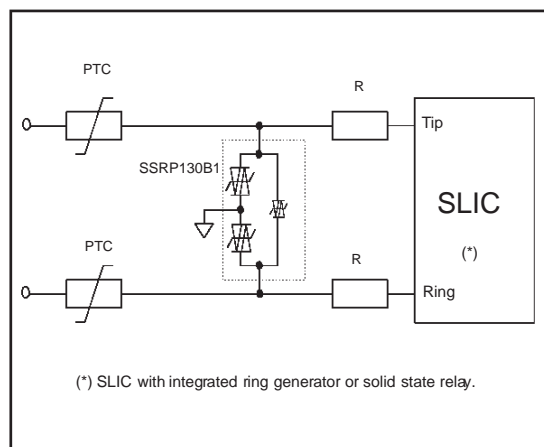 PTC
R
Tip
SSRP130B1
SLIC
(*)
PTC
R
Ring
(*) SLIC with integrated ring generator or solid state relay.